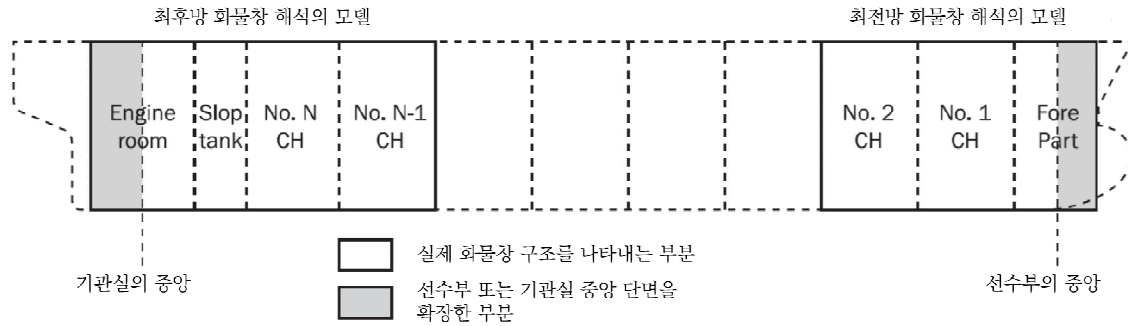 최후방 화물창 해석의 모델
최전방 화물창 해석의 모델
Engine
room
Slop
tank
No. N
CH
No. N-1
CH
No. 2
CH
No. 1
CH
Fore
Part
기관실의 중앙
선수부의 중앙
실제 화물창 구조를 나타내는 부분
선수부 또는 기관실 중앙 단면을
확장한 부분